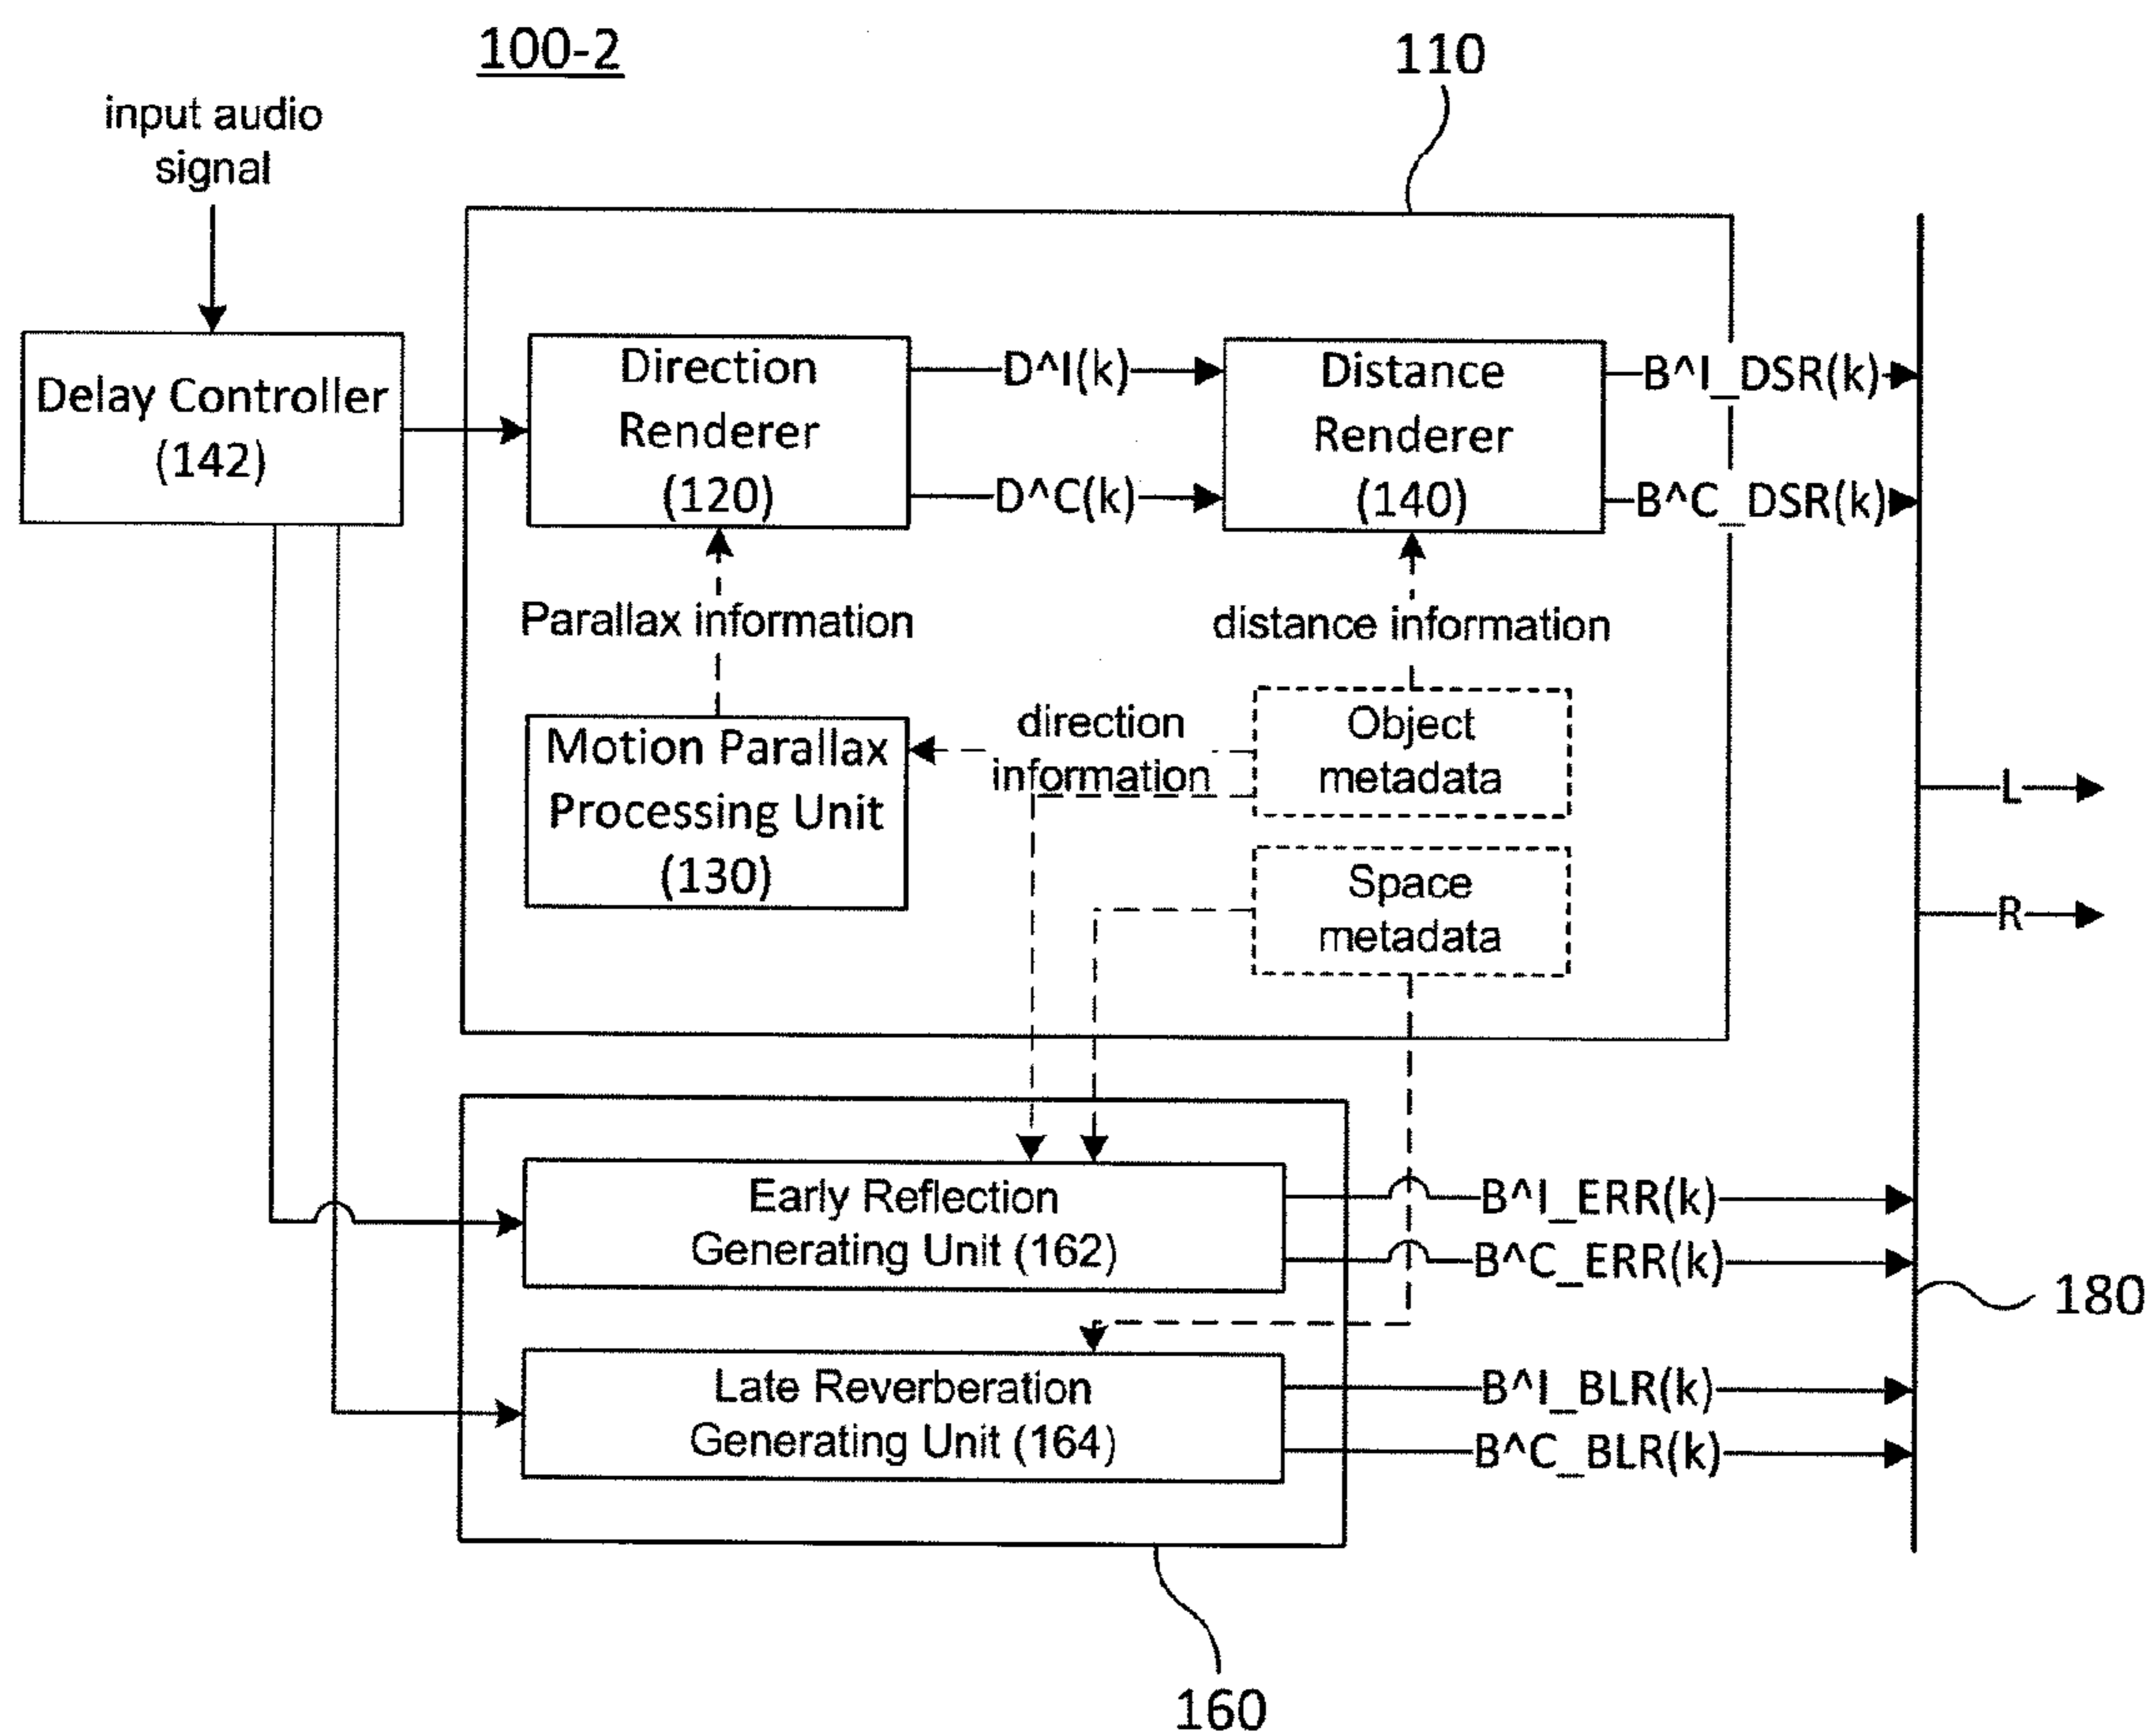 100-2
110
input audio
signal
Delay Controller
(142)
Direction
Renderer
(120)
D^I(k)
D^C(k)
Distance
Renderer
(140)
B^I_DSR(k)
B^C_DSR(k)
Parallax information
distance information
Motion Parallax
Processing Unit
(130)
direction
information
Object
metadata
Space
metadata
L
R
Early Reflection
Generating Unit (162)
B^I_ERR(k)
B^C_ERR(k)
180
Late Reverberation
Generating Unit (164)
B^I_BLR(k)
B^C_BLR(k)
160